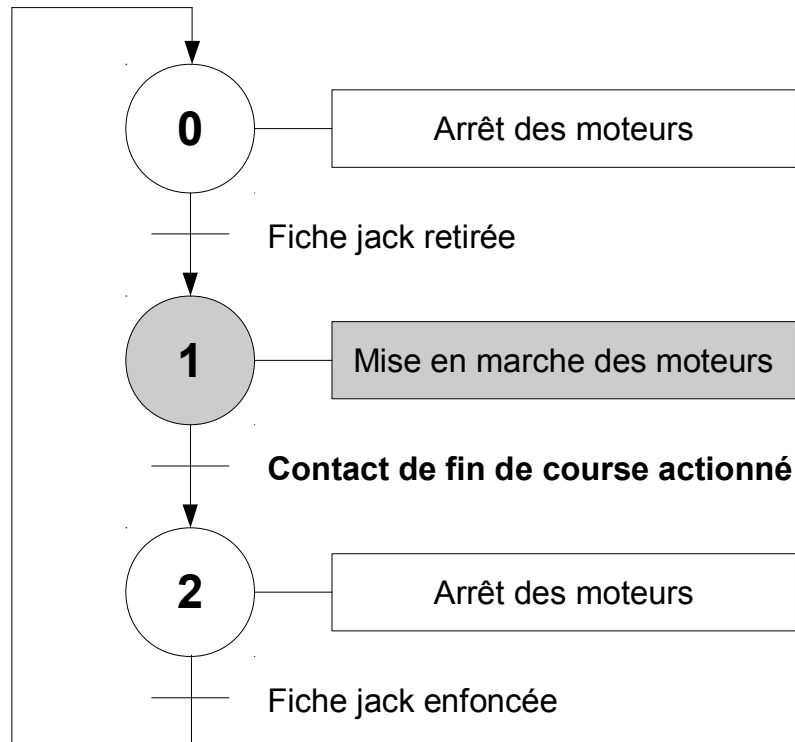 0
Arrêt des moteurs
Fiche jack retirée
1
Mise en marche des moteurs
Contact de fin de course actionné
2
Arrêt des moteurs
Fiche jack enfoncée